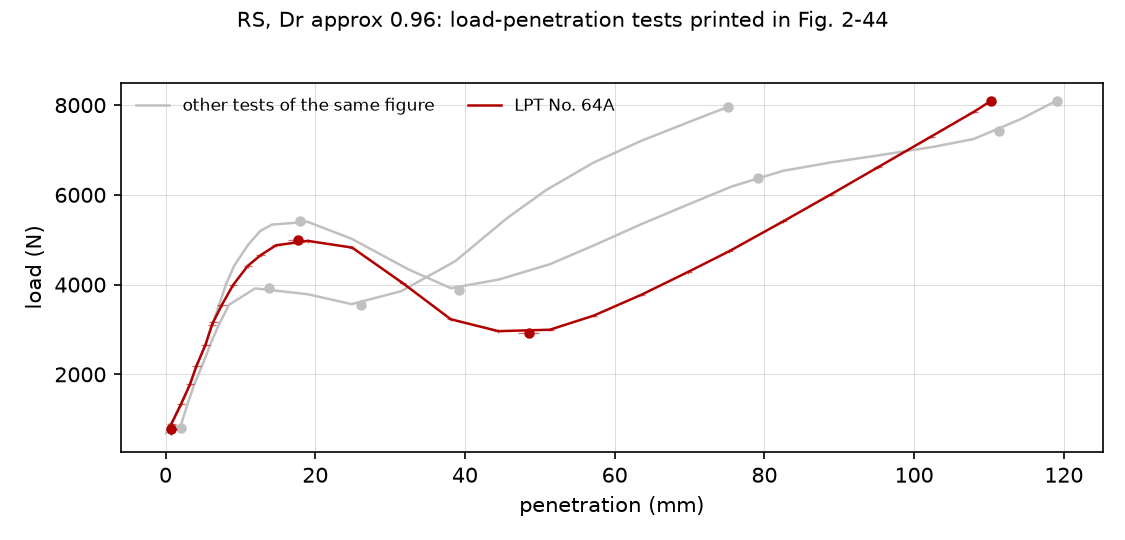 RS, Dr approx 0.96: load-penetration tests printed in Fig. 2-44
other tests of the same figure
LPT No. 64A
8000
6000
4000
2000
load (N)
0
20
40
60
80
100
120
penetration (mm)